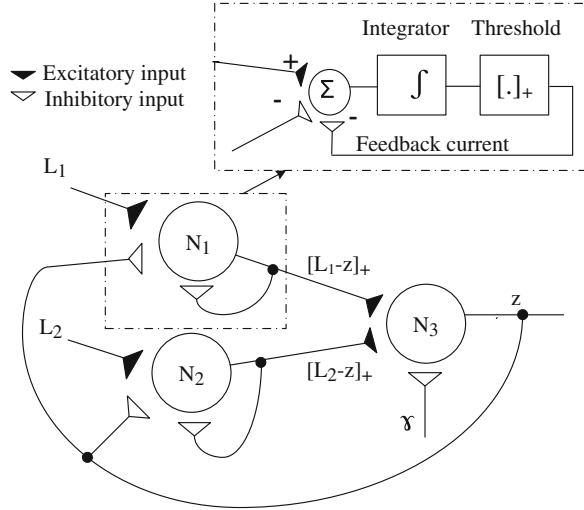 Integrator Threshold
+
Σ
∫
[.]+
-
-
Feedback current
Excitatory input
Inhibitory input
L1
N1
[L1-z]+
z
N3
L2
N2
[L2-z]+
γ